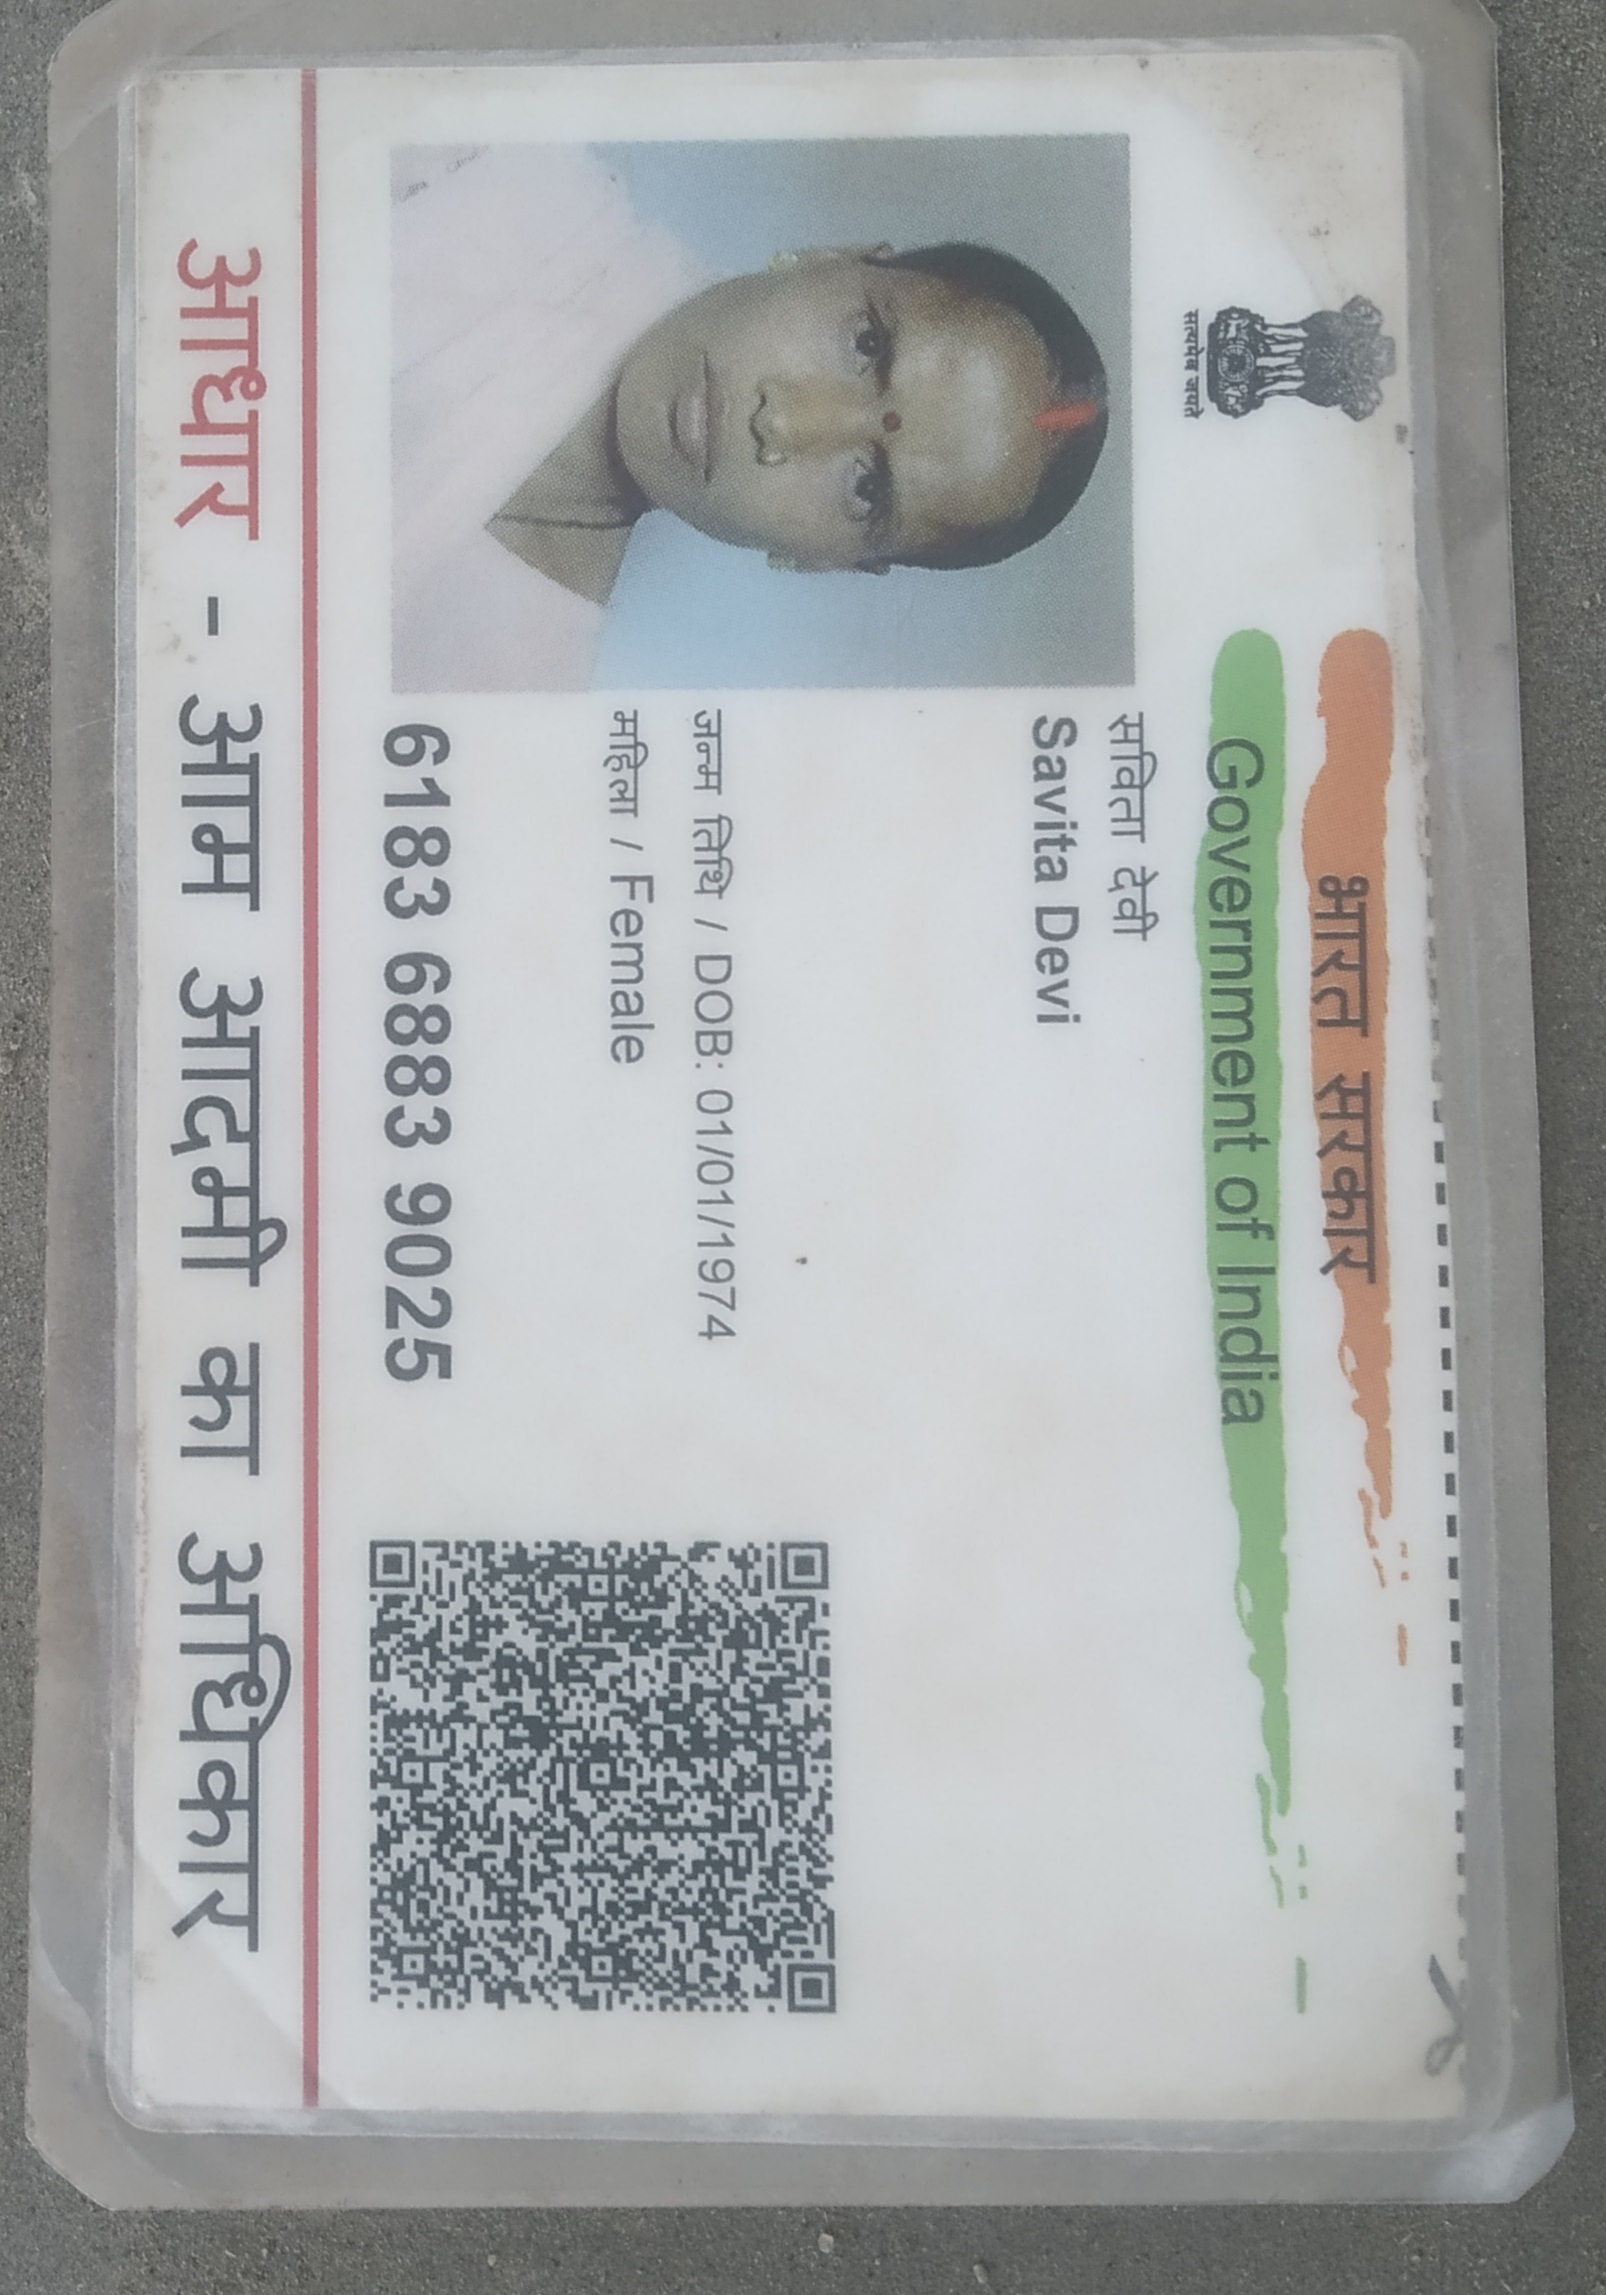 भारत सरकार
Government of India
सत्यमेव जयते
सविता देवी
Savita Devi
जन्म तिथि / DOB: 01/01/1974
महिला / Female
6183 6883 9025
आधार - आम आदमी का अधिकार